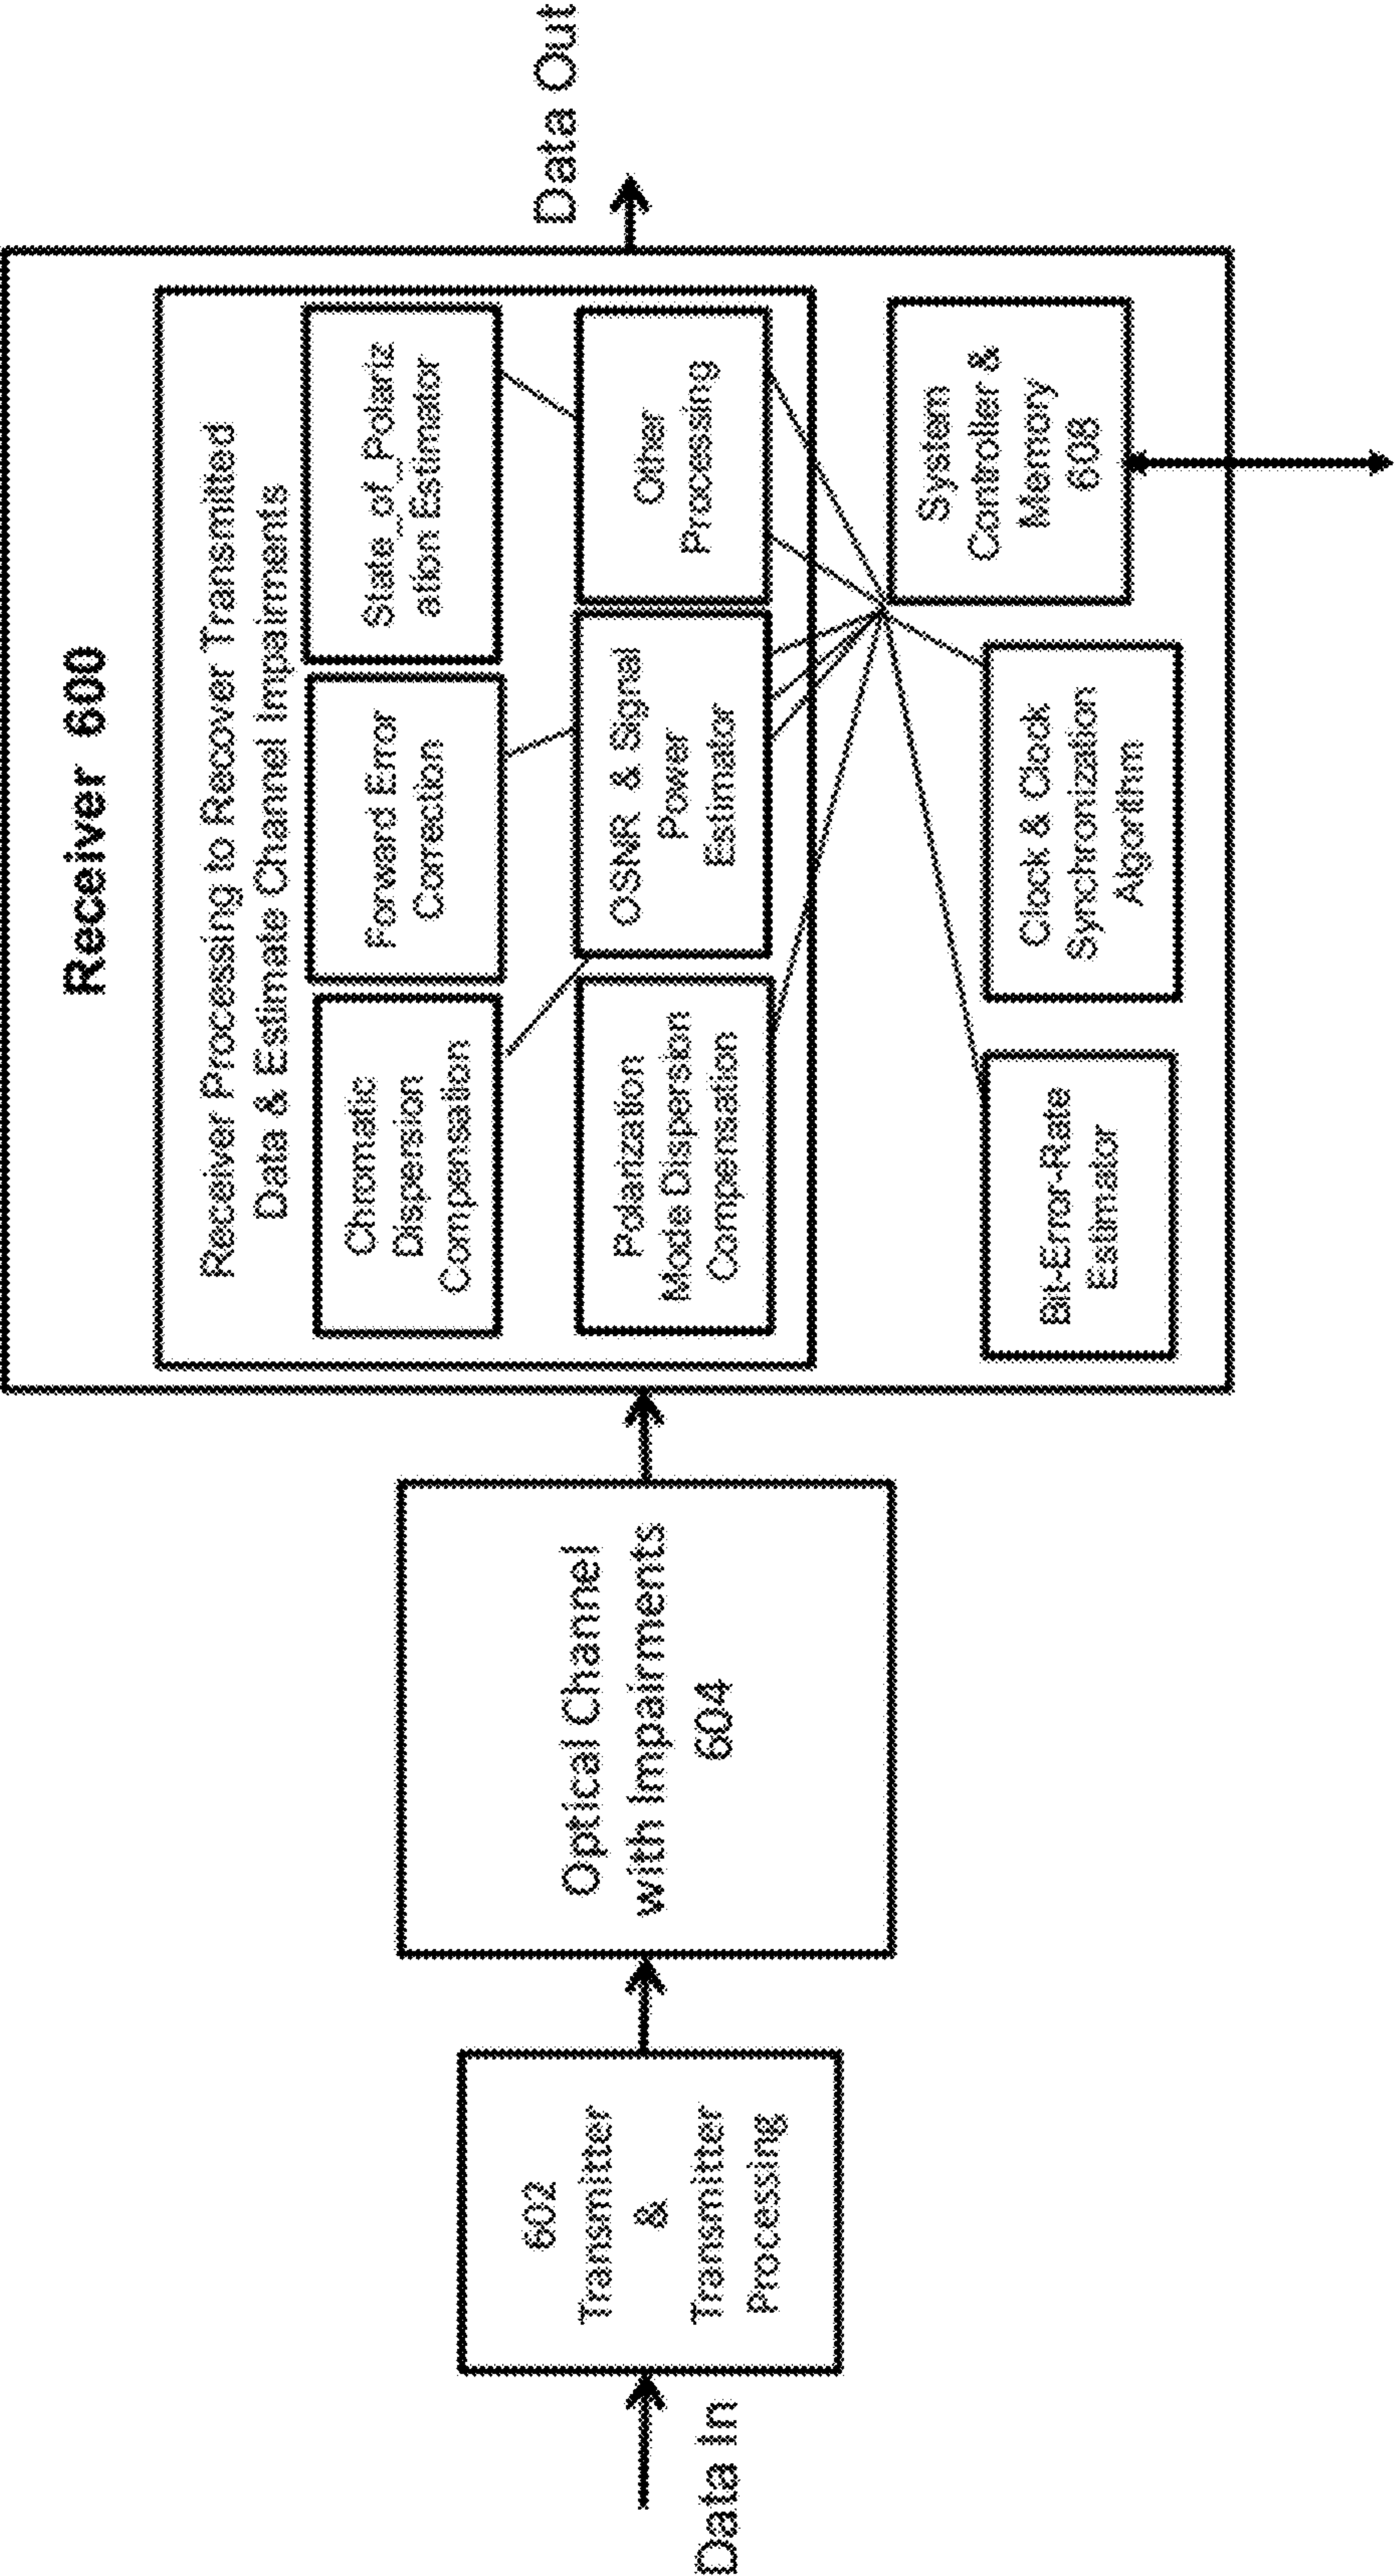 Receiver 600
Receiver Processing to Recover Transmitted
Data & Estimate Channel Impairments
Chromatic
Dispersion
Compensation
Forward Error
Correction
State_of_Polariz
ation Estimator
Polarization
Mode Dispersion
Compensation
OSNR & Signal
Power
Estimator
Other
Processing
Bit-Error-Rate
Estimator
Clock & Clock
Synchronization
Algorithm
System
Controller &
Memory
608
Data In
602
Transmitter
&
Transmitter
Processing
Optical Channel
with Impairments
604
Data Out